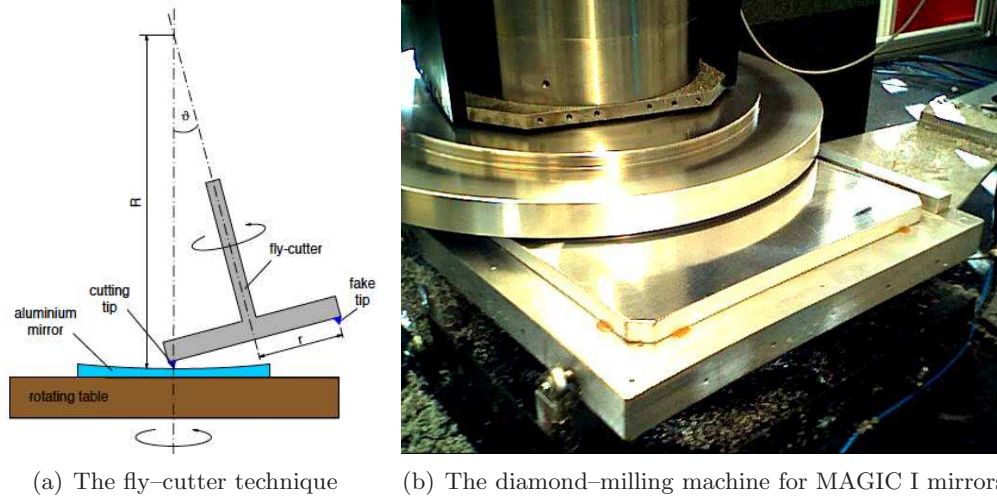 ϑ
R
fly-cutter
fake
tip
cutting
tip
r
aluminium
mirror
rotating table
(a) The fly–cutter technique
(b) The diamond–milling machine for MAGIC I mirrors